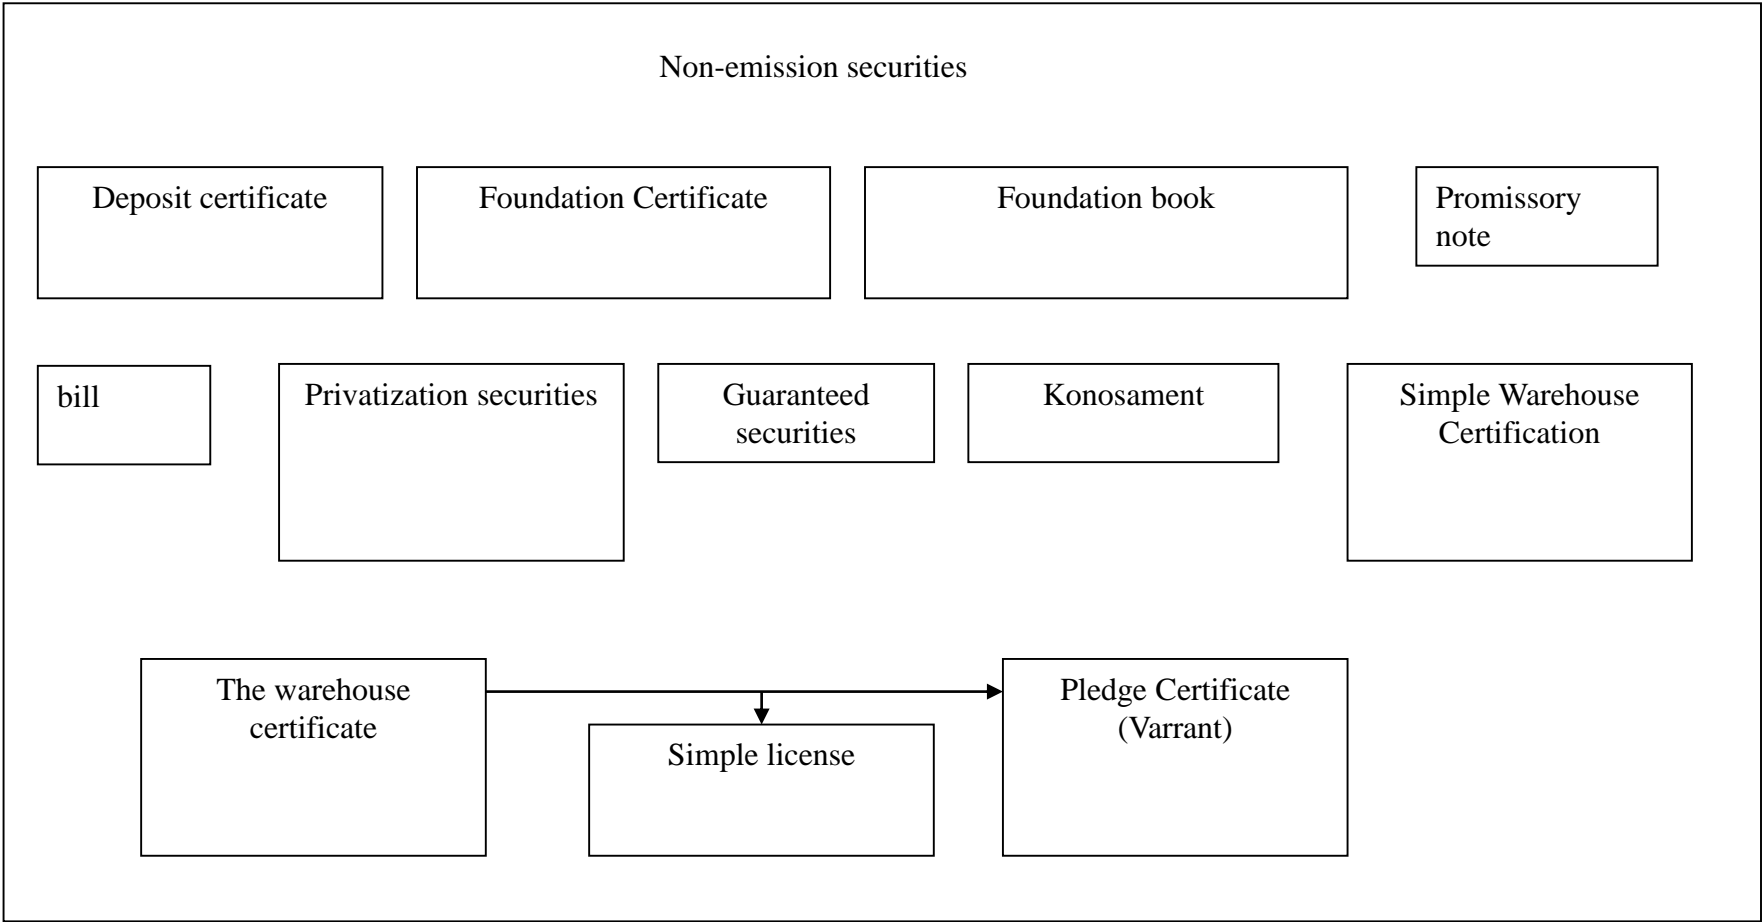 Non-emission securities
Deposit certificate
Foundation Certificate
Foundation book
Promissory
note
bill
Privatization securities
Guaranteed
securities
Konosament
Simple Warehouse
Certification
The warehouse
certificate
Simple license
Pledge Certificate
(Varrant)